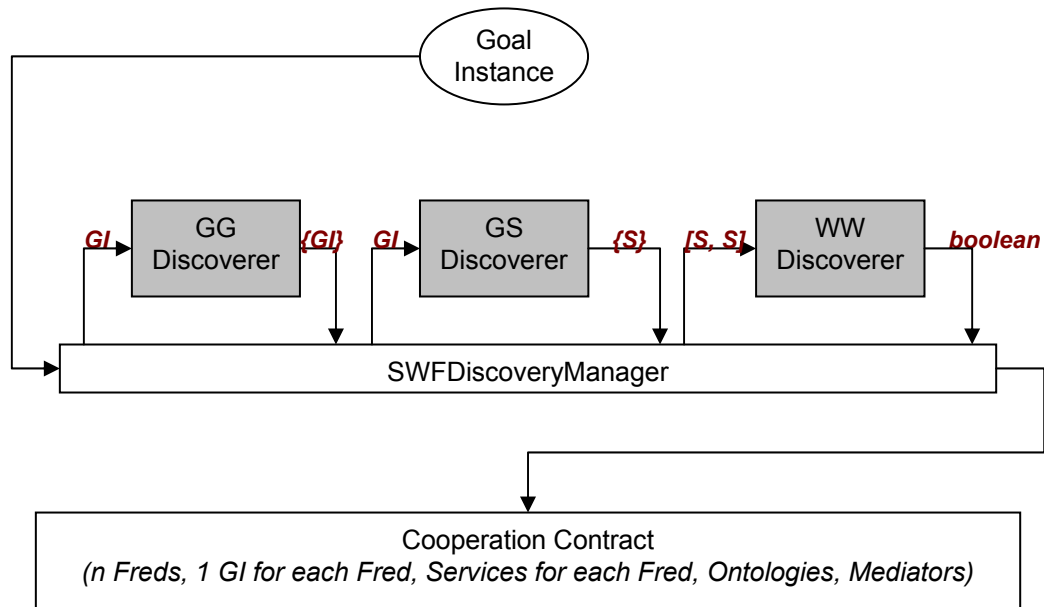 Goal
Instance
GI
GG
Discoverer
{GI}
GI
GS
Discoverer
{S}
[S, S]
WW
Discoverer
boolean
SWFDiscoveryManager
Cooperation Contract
(n Freds, 1 GI for each Fred, Services for each Fred, Ontologies, Mediators)